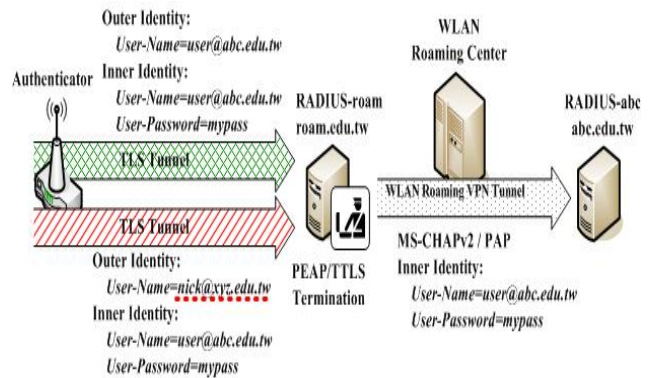 Outer Identity:
User-Name=user@abc.edu.tw
Inner Identity:
User-Name=user@abc.edu.tw
User-Password=mypass
Authenticator
TLS Tunnel
TLS Tunnel
Outer Identity:
User-Name=nick@xyz.edu.tw
Inner Identity:
User-Name=user@abc.edu.tw
User-Password=mypass
RADIUS-roam
roam.edu.tw
PEAP/TTLS
Termination
WLAN
Roaming Center
WLAN Roaming VPN Tunnel
MS-CHAPv2 / PAP
Inner Identity:
User-Name=user@abc.edu.tw
User-Password=mypass
RADIUS-abc
abc.edu.tw